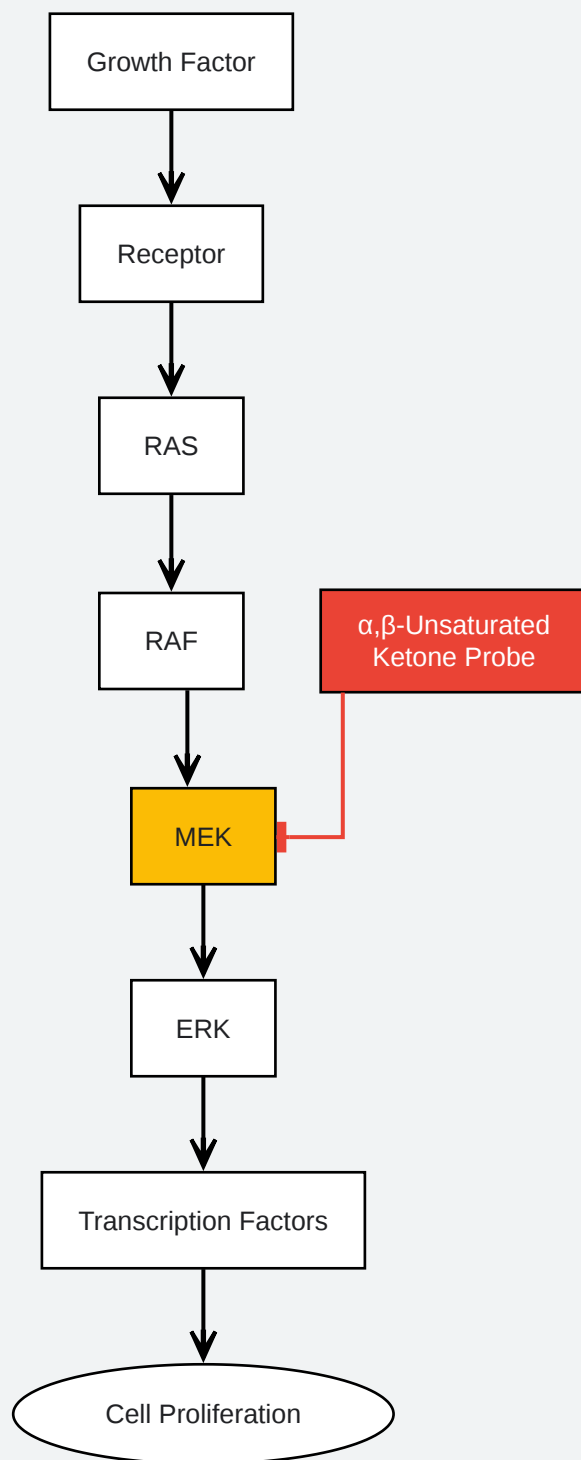 Growth Factor
Receptor
RAS
RAF
α,β-Unsaturated
Ketone Probe
MEK
ERK
Transcription Factors
Cell Proliferation